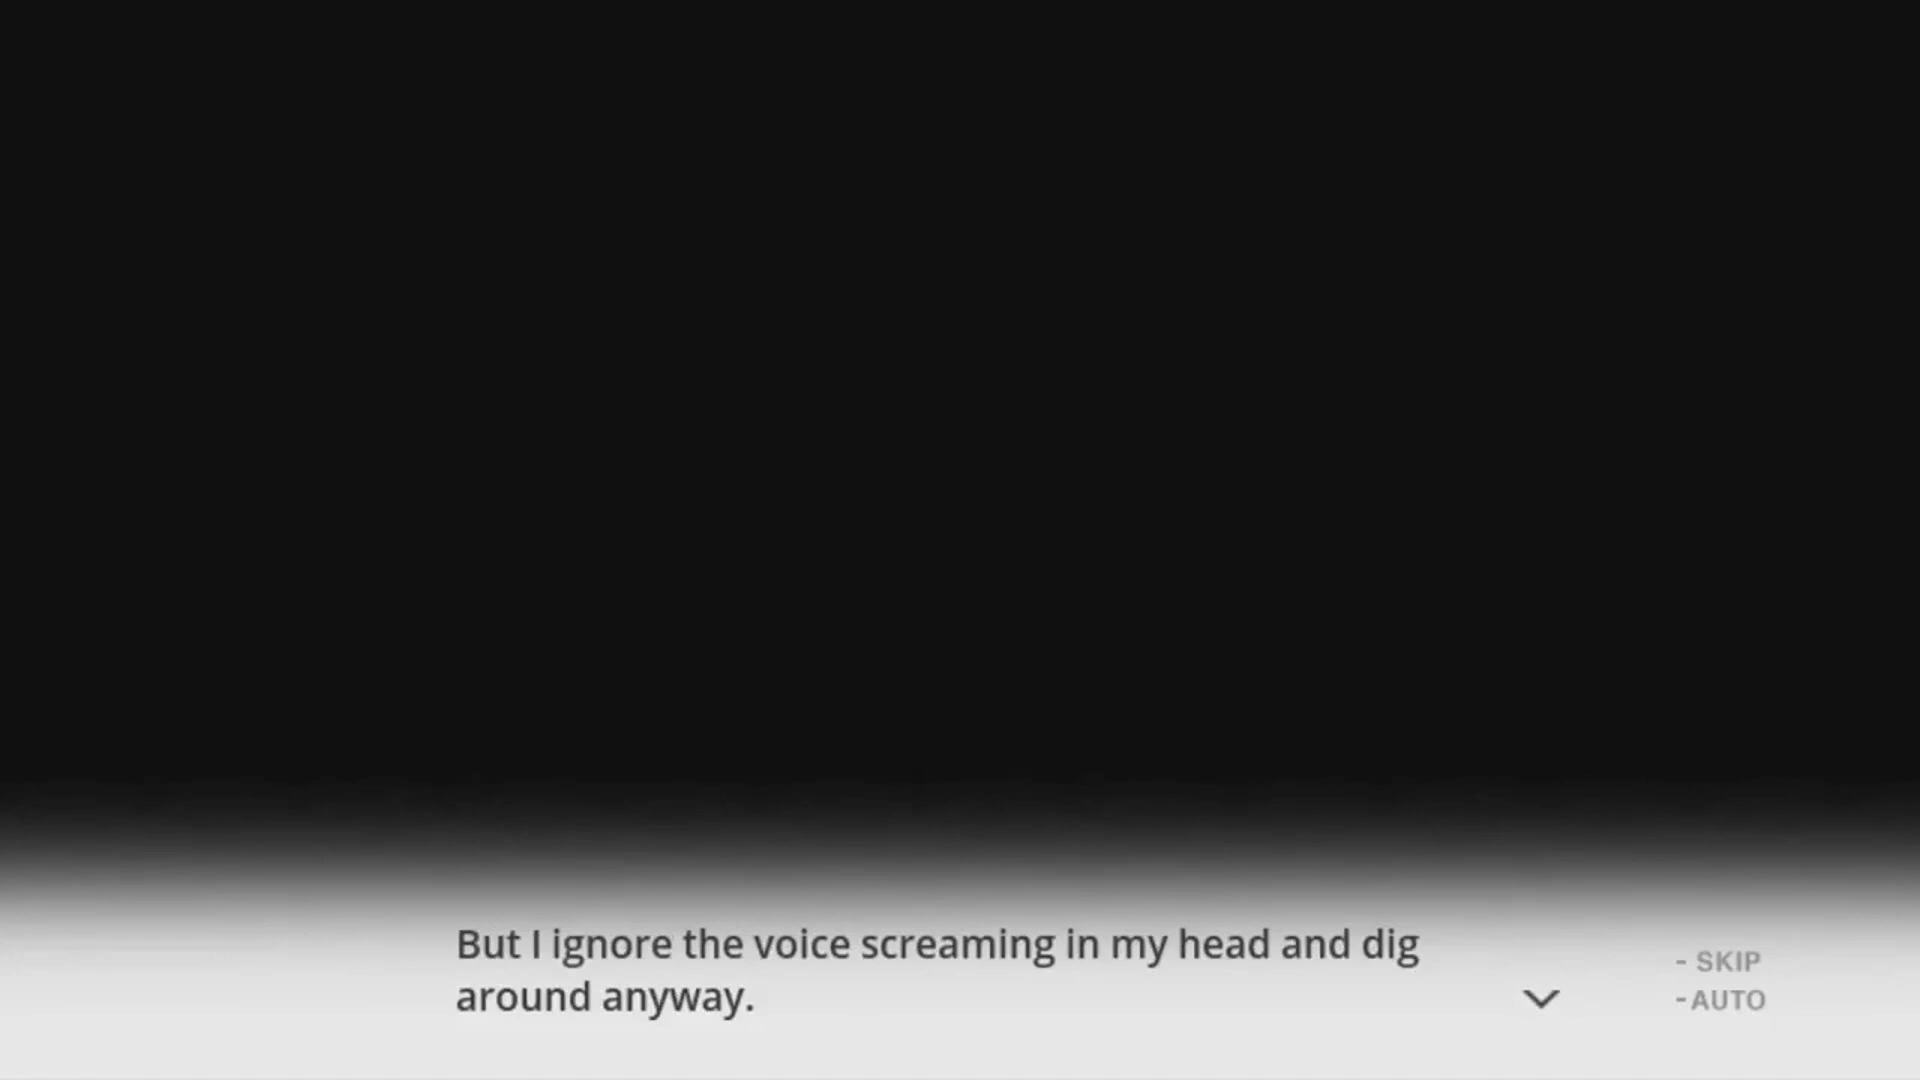 But I ignore the voice screaming in my head and dig
around anyway.
- SKIP
-AUTO